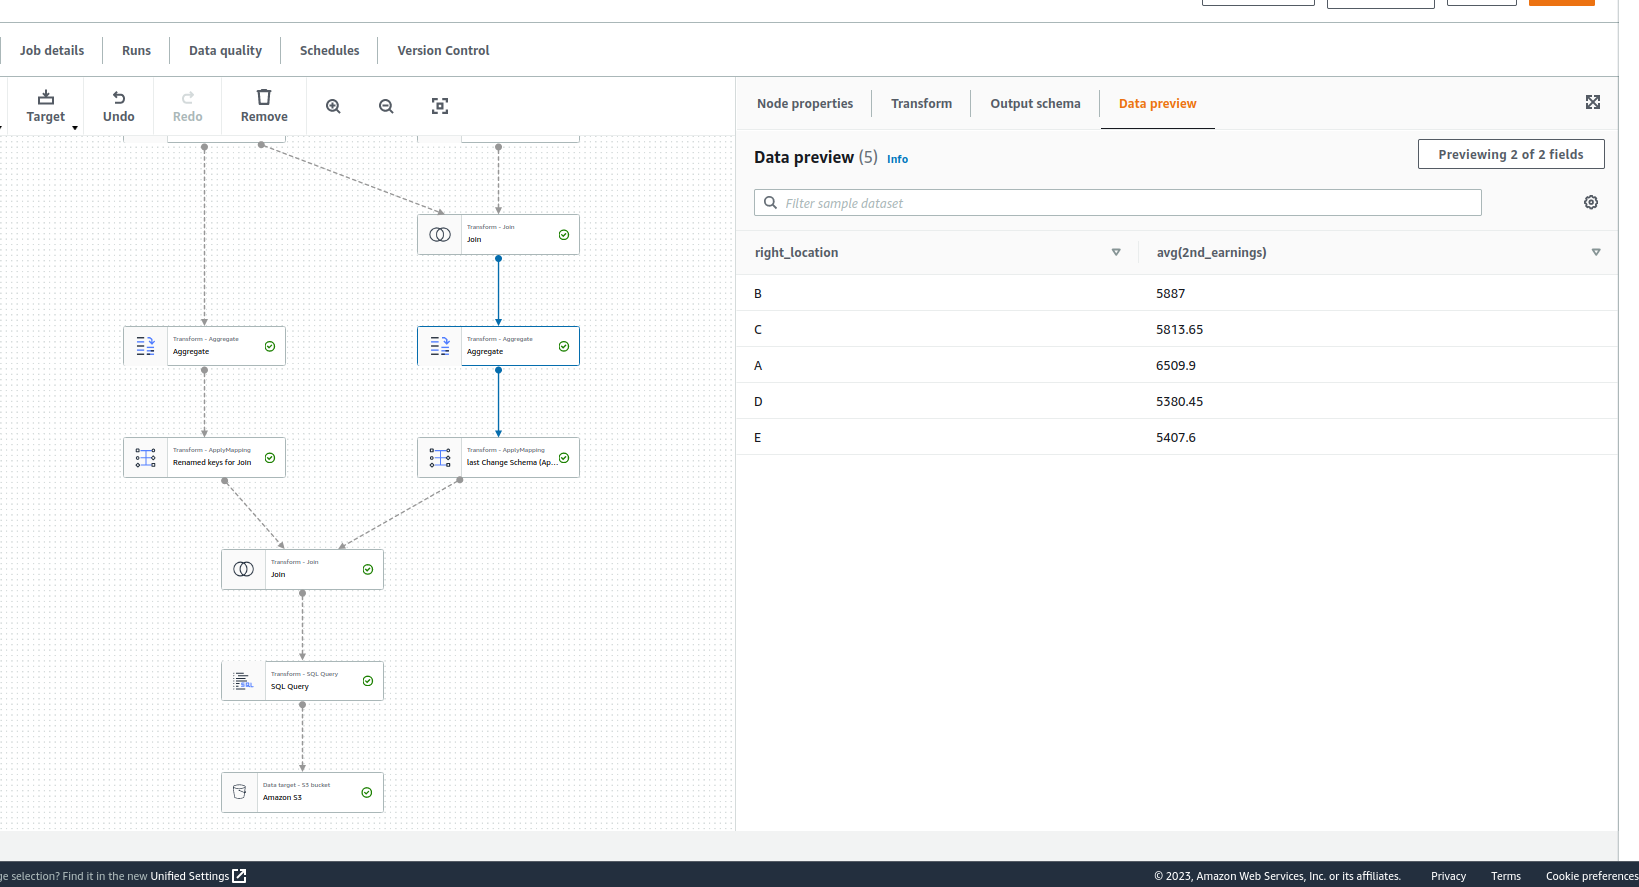 Job details
Runs
Data quality
Schedules
Version Control
Target
Undo
Redo
Remove
Node properties
Transform
Output schema
Data preview
Data preview (5) Info
Previewing 2 of 2 fields
Filter sample dataset
right_location
avg(2nd_earnings)
B 5887
C 5813.65
A 6509.9
D 5380.45
E 5407.6
Transform - Join
Join
Transform - Aggregate
Aggregate
Transform - Aggregate
Aggregate
Transform - ApplyMapping
Renamed keys for Join
Transform - ApplyMapping
last Change Schema (Ap...
Transform - Join
Join
Transform - SQL Query
SQL Query
Data target - S3 bucket
Amazon S3
selection? Find it in the new Unified Settings
© 2023, Amazon Web Services, Inc. or its affiliates.
Privacy
Terms
Cookie preferences